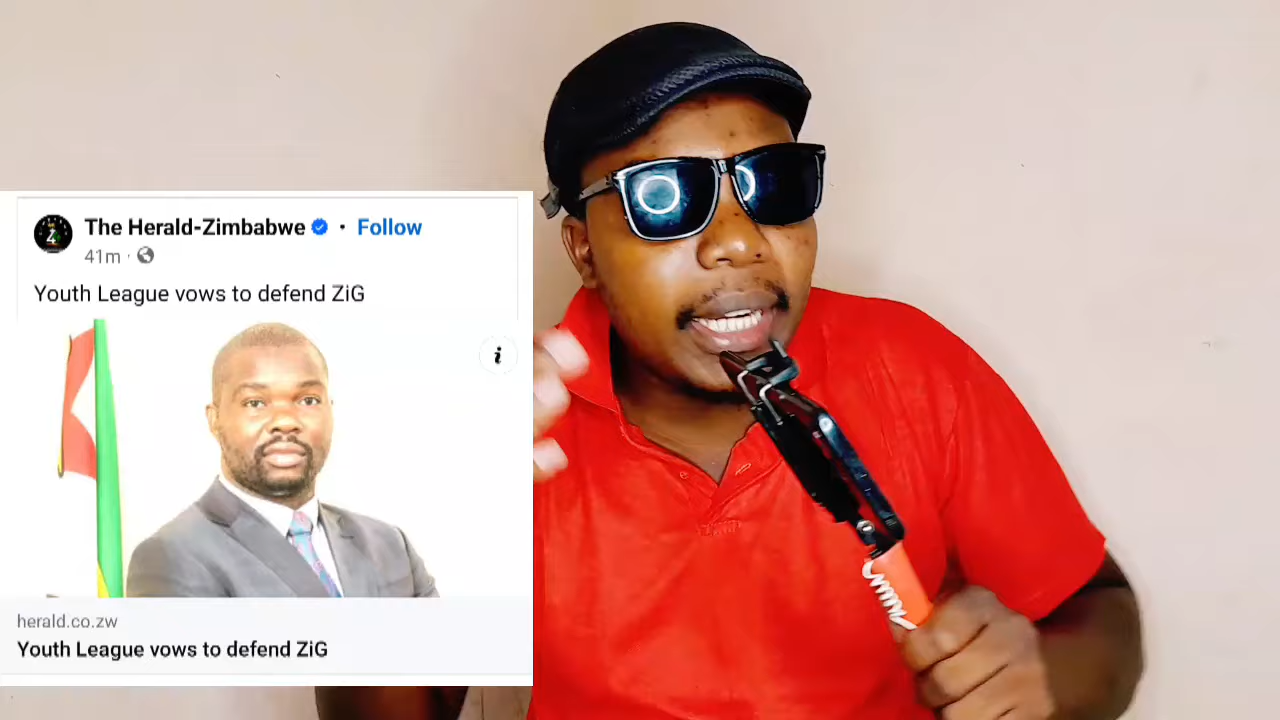 The Herald-Zimbabwe • Follow
41m ·
Youth League vows to defend ZiG
herald.co.zw
Youth League vows to defend ZiG